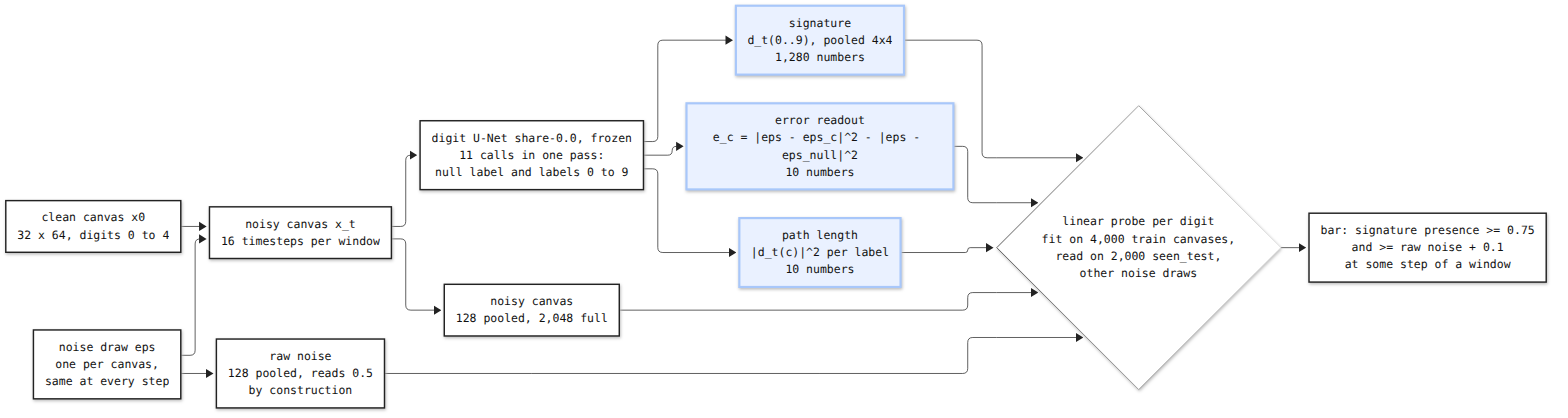 clean canvas x0
32 x 64, digits 0 to 4
noise draw eps
one per canvas,
same at every step
noisy canvas x_t
16 timesteps per window
raw noise
128 pooled, reads 0.5
by construction
digit U-Net share-0.0, frozen
11 calls in one pass:
null label and labels 0 to 9
noisy canvas
128 pooled, 2,048 full
signature
d_t(0..9), pooled 4x4
1,280 numbers
error readout
e_c = |eps - eps_c|^2 - |eps -
eps_null|^2
10 numbers
path length
|d_t(c)|^2 per label
10 numbers
linear probe per digit
fit on 4,000 train canvases,
read on 2,000 seen_test,
other noise draws
bar: signature presence >= 0.75
and >= raw noise + 0.1
at some step of a window